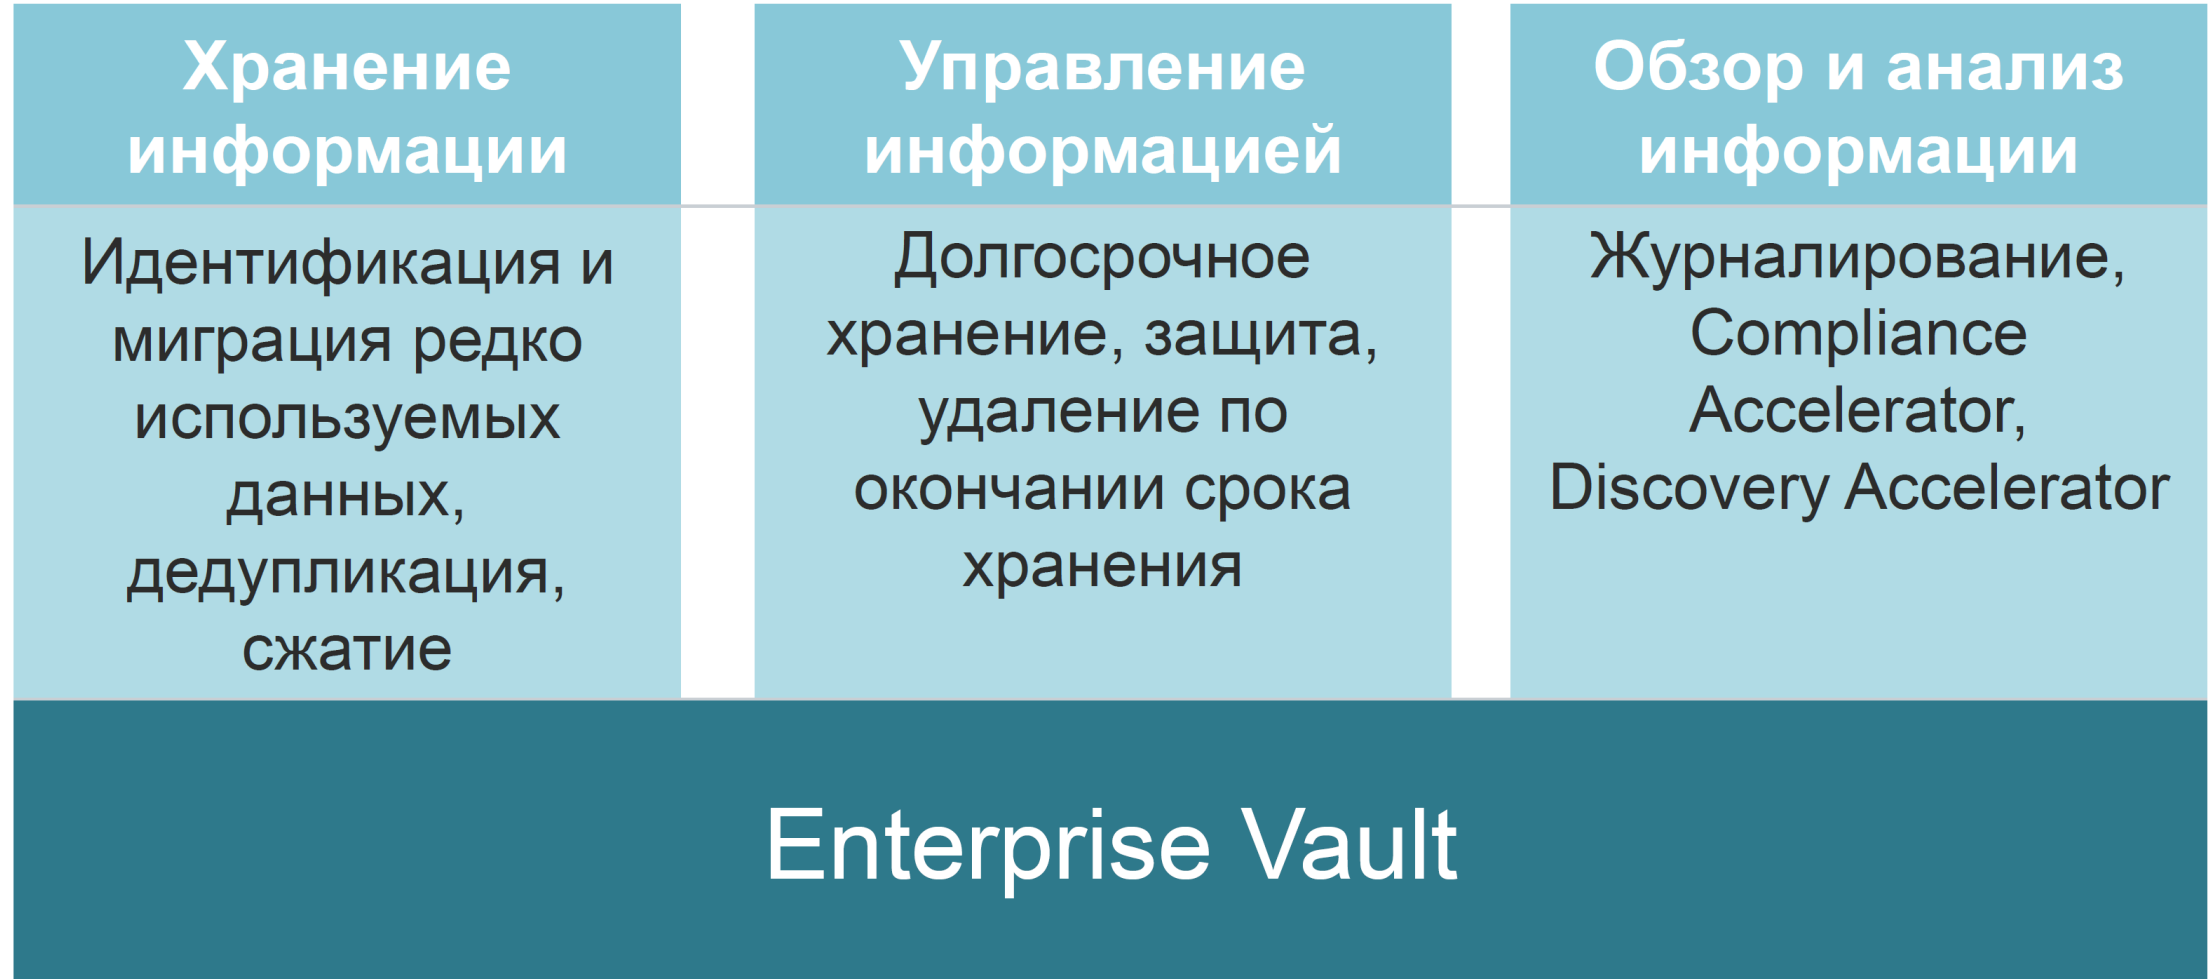 Хранение
информации
Идентификация и
миграция редко
используемых
данных,
дедупликация,
сжатие
Управление
информацией
Долгосрочное
хранение, защита,
удаление по
окончании срока
хранения
Обзор и анализ
информации
Журналирование,
Compliance
Accelerator,
Discovery Accelerator
Enterprise Vault